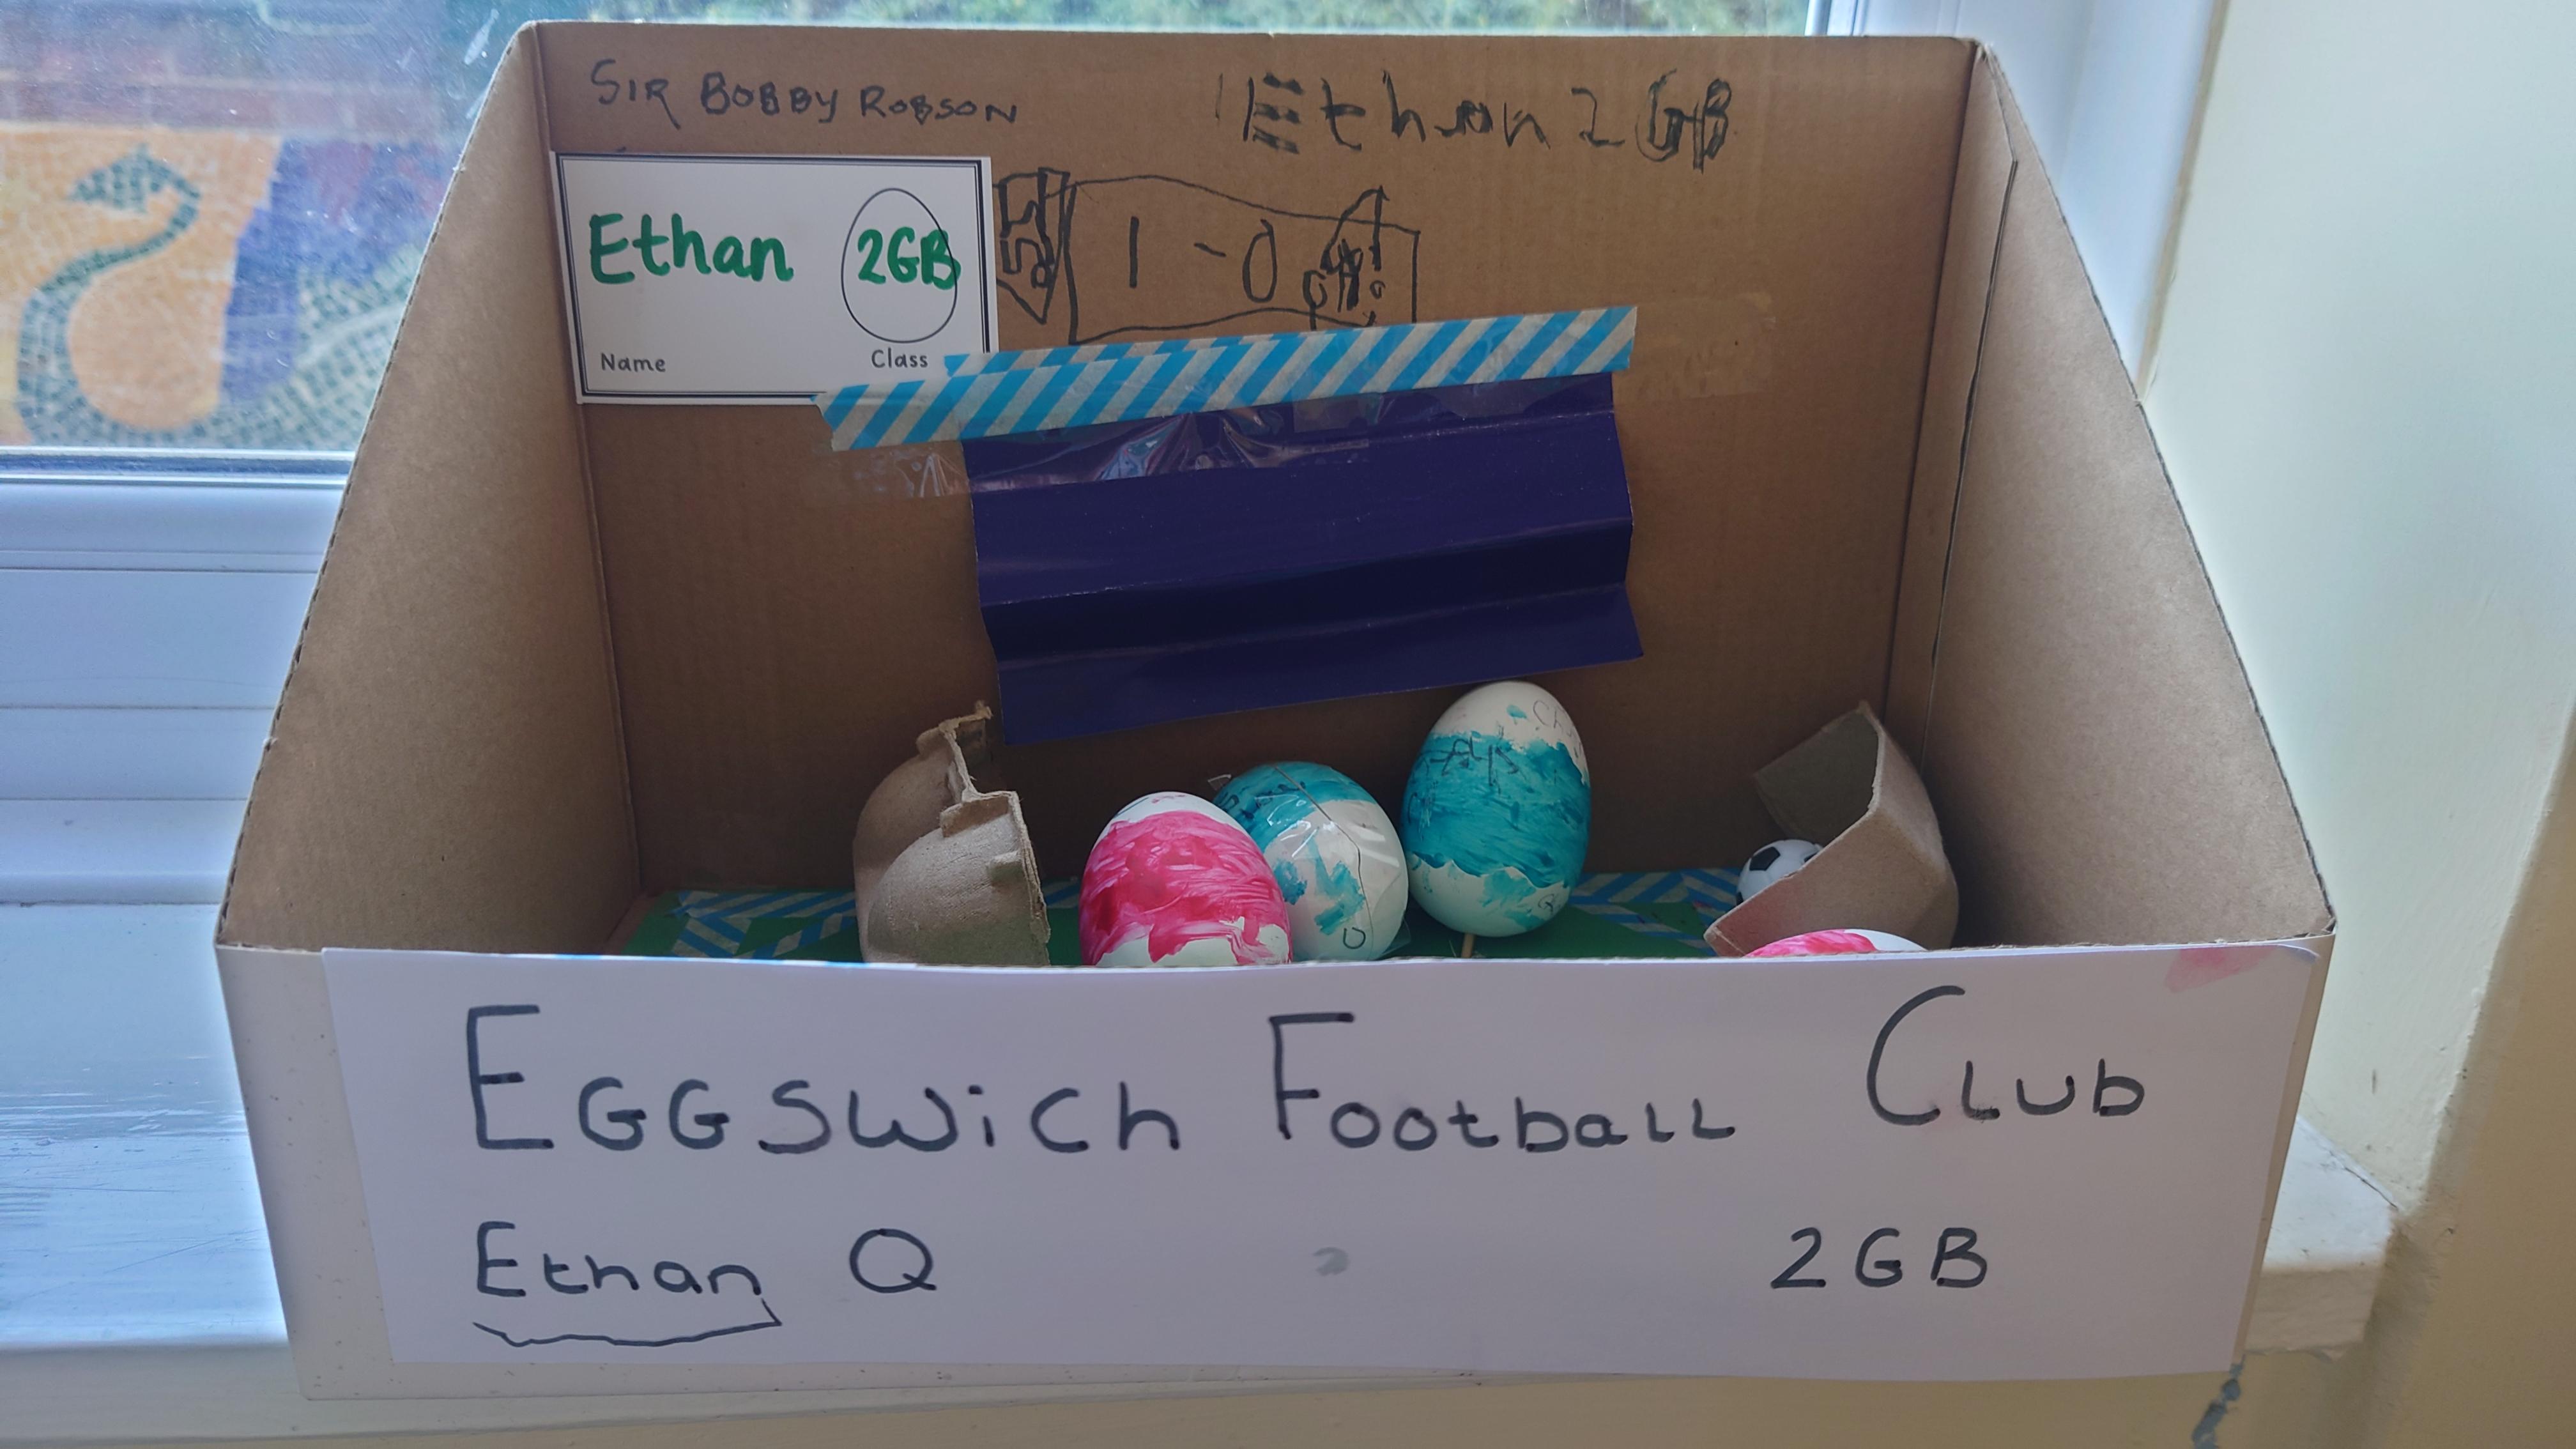 SIR BOBBY ROBSON
Ethan 2GB
Ethan 2GB
Name Class
1-0
EGGSWich FootbaLL CLUb
Ethan Q
2GB